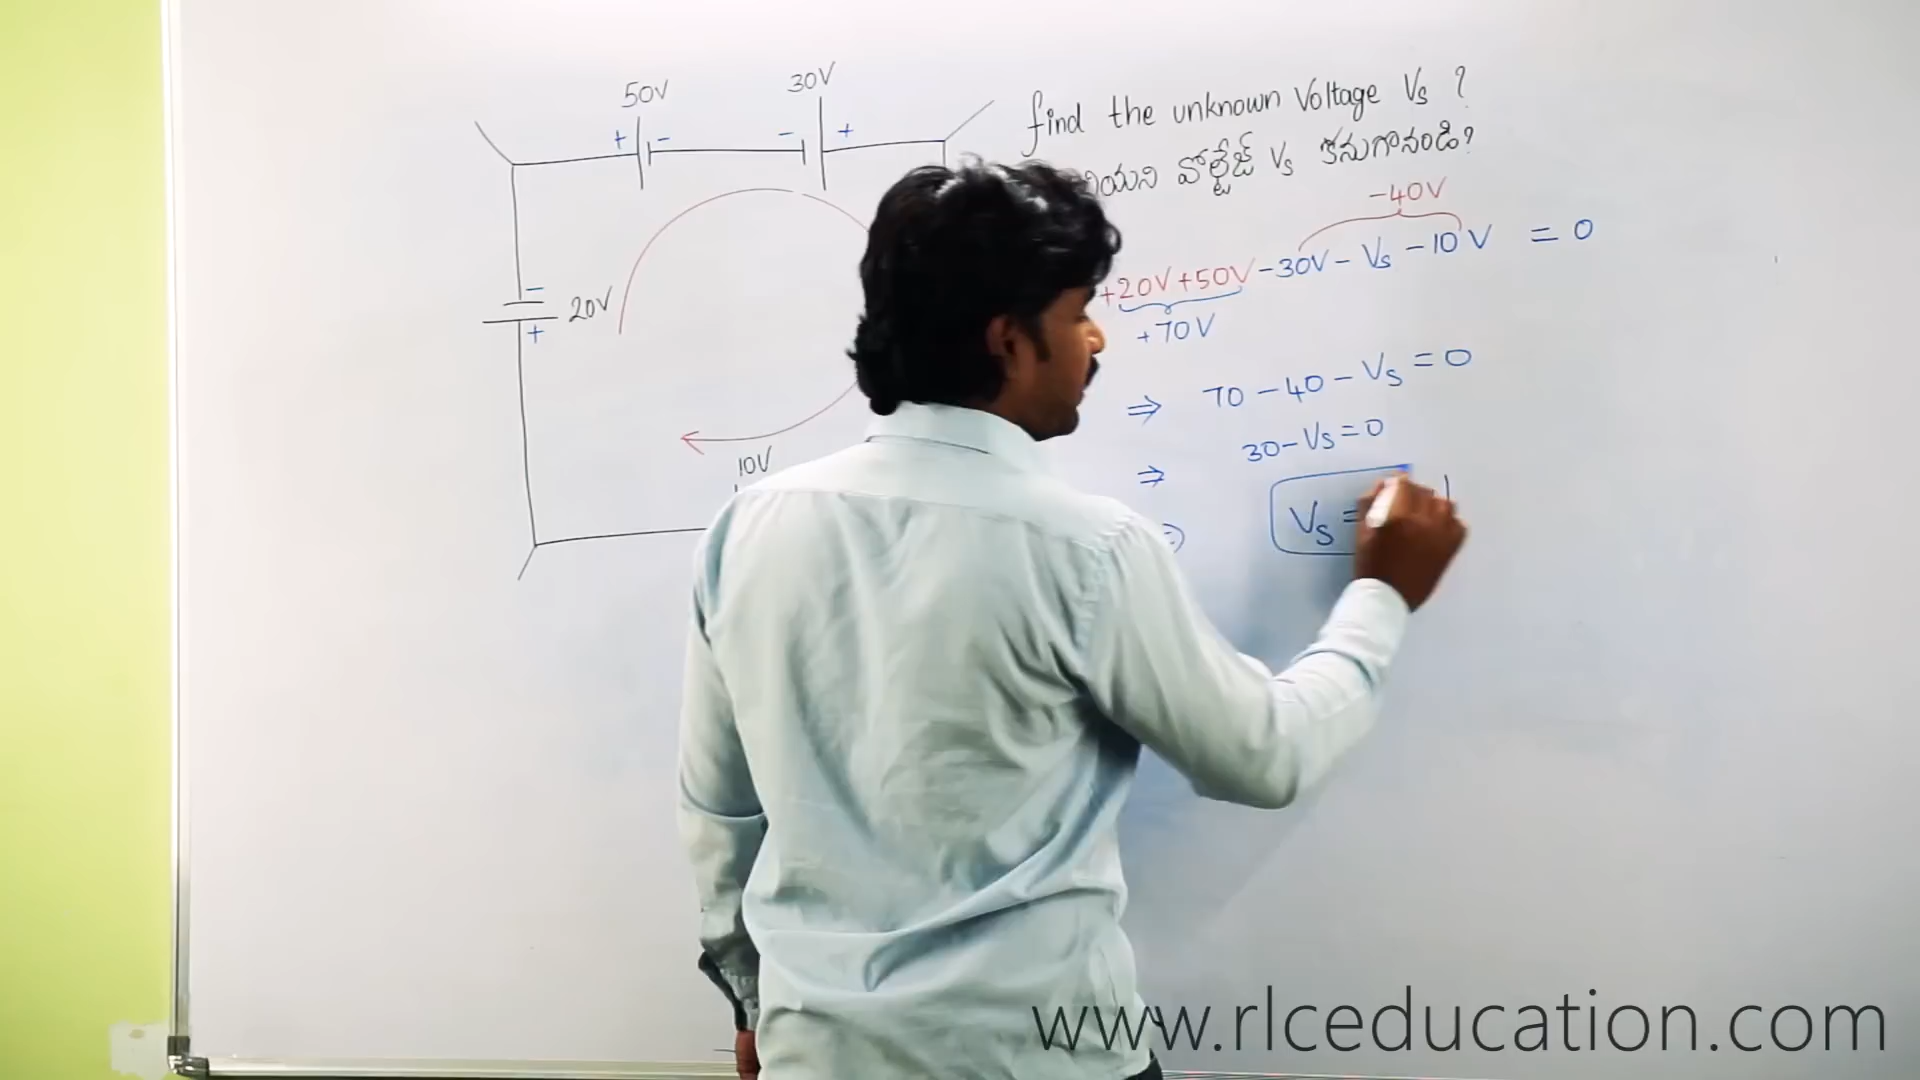 50V
30V
+ - - +
- 
20V
+
10V
find the unknown Voltage Vs ?
వోల్టేజ్ Vs కనుగొనండి?
-40V
+20V+50V-30V-Vs-10V = 0
+70V
⇒ 70-40-Vs=0
⇒ 30-Vs=0
Vs =
www.rlceducation.com